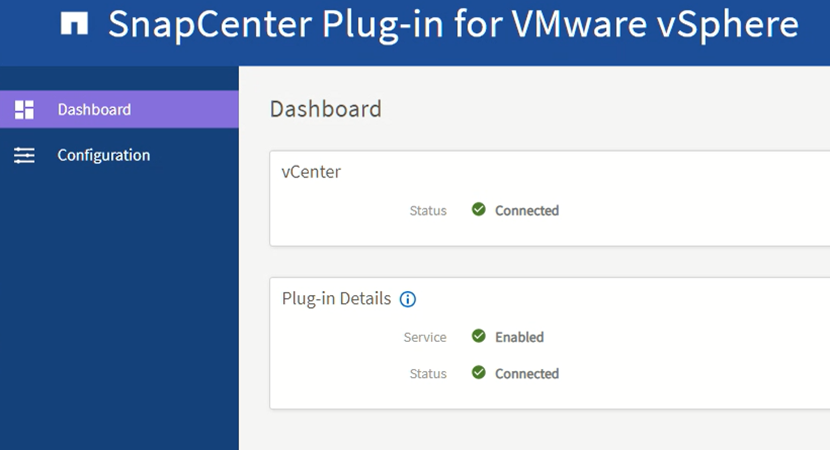 SnapCenter Plug-in for VMware vSphere
Dashboard
Configuration
Dashboard
vCenter
Status Connected
Plug-in Details
Service Enabled
Status Connected